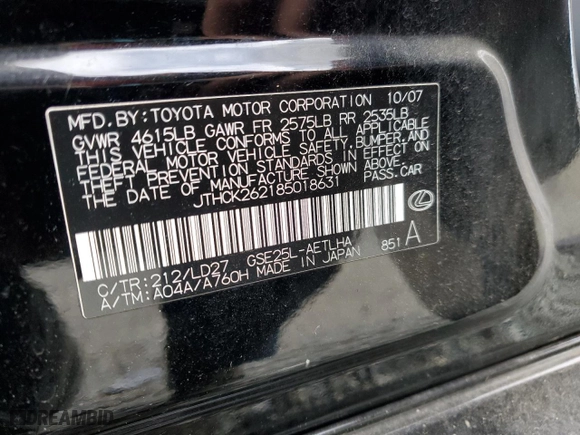 MFD. BY: TOYOTA MOTOR CORPORATION 10/07
GVWR 4615LB GAWR FR 2575LB RR 2535LB
THIS VEHICLE CONFORMS TO ALL APPLICABLE
FEDERAL MOTOR VEHICLE SAFETY, BUMPER, AND
THEFT PREVENTION STANDARDS IN EFFECT ON
THE DATE OF MANUFACTURE SHOWN ABOVE.
JTHCK262185018631 PASS.CAR
C/TR:212/LD27 GSE25L-AETLHA
A/TM:A04A/A760H MADE IN JAPAN 851 A
DREAMBID